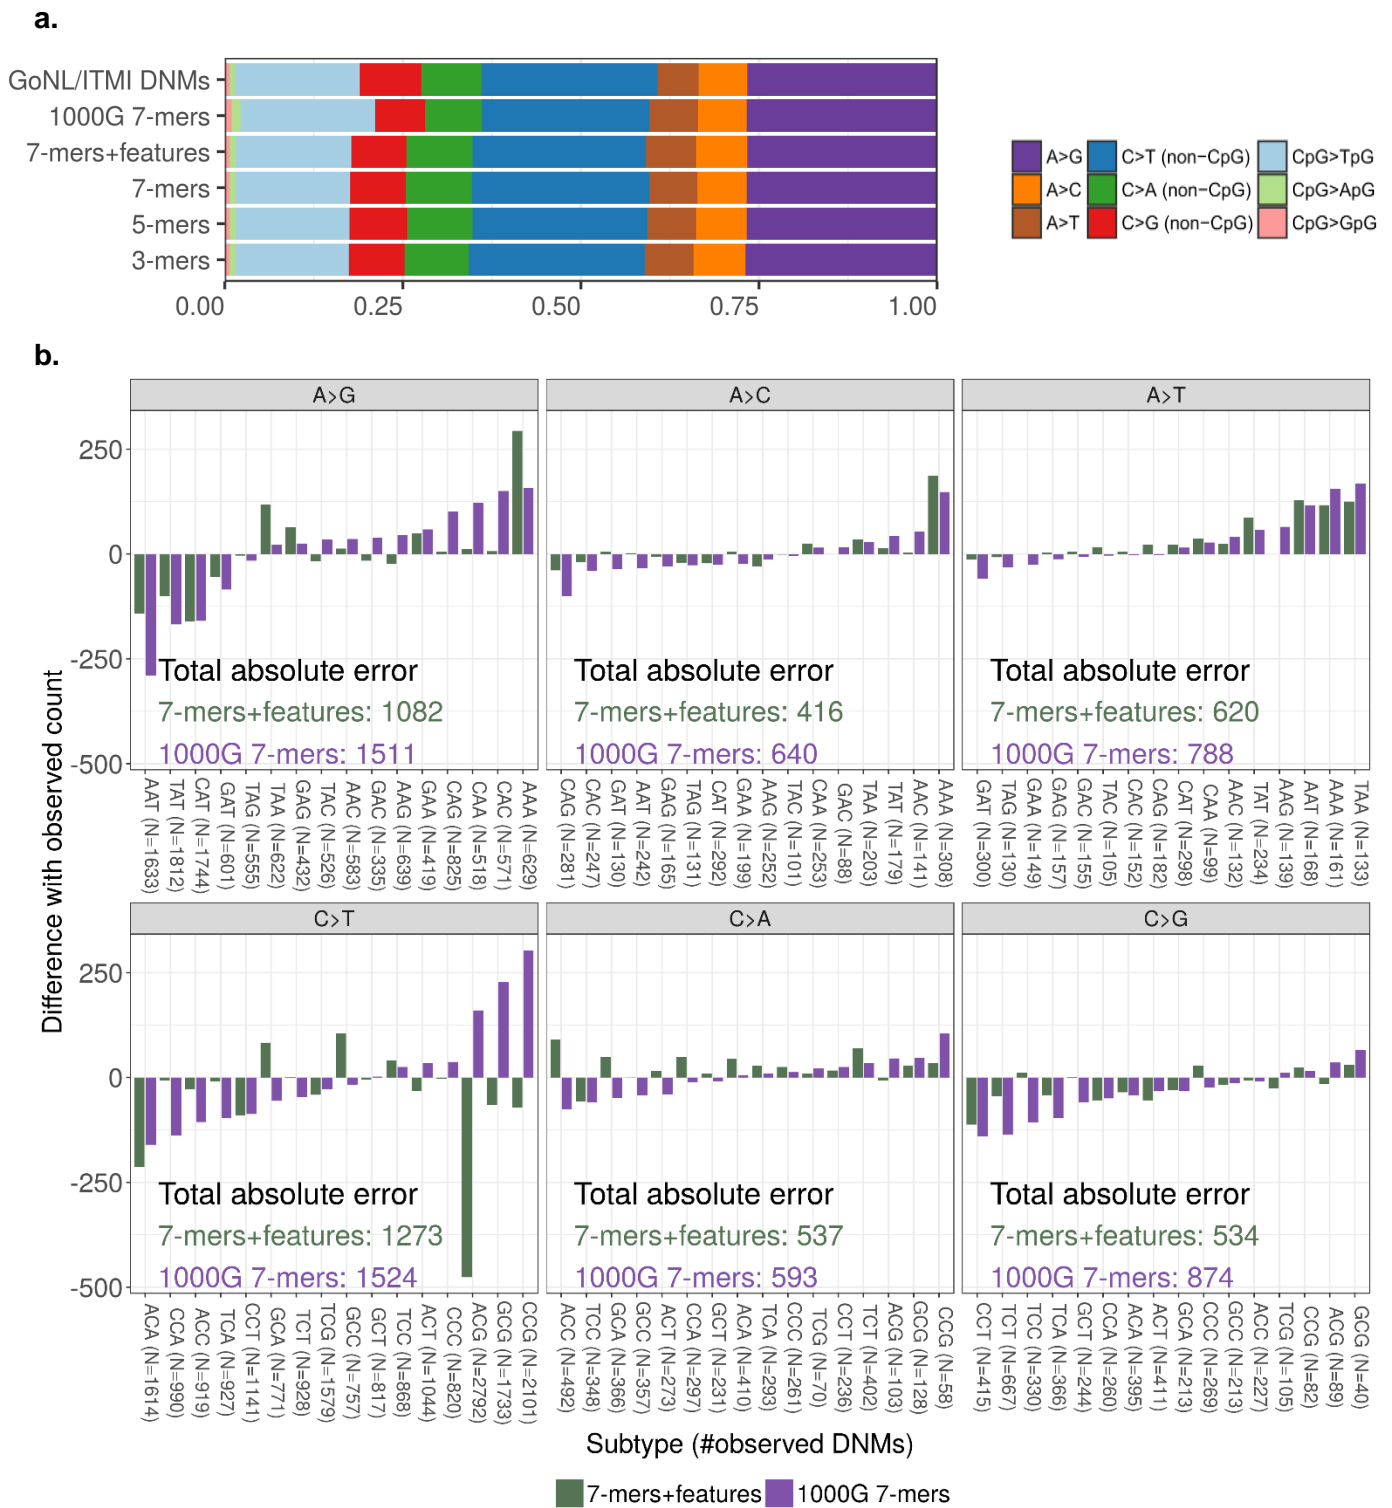 a.
GoNL/ITMI DNMs
1000G 7-mers
7-mers+features
7-mers
5-mers
3-mers
0.00 0.25 0.50 0.75 1.00
A>G C>T (non-CpG) CpG>TpG
A>C C>A (non-CpG) CpG>ApG
A>T C>G (non-CpG) CpG>GpG
b.
Difference with observed count
A>G A>C A>T
250
0
-250
-500
Total absolute error
7-mers+features: 1082
1000G 7-mers: 1511
Total absolute error
7-mers+features: 416
1000G 7-mers: 640
Total absolute error
7-mers+features: 620
1000G 7-mers: 788
AAT (N=1633)
TAT (N=1812)
CAT (N=1744)
GAT (N=601)
TAG (N=555)
TAA (N=622)
GAG (N=432)
TAC (N=526)
AAC (N=583)
GAC (N=335)
AAG (N=639)
GAA (N=419)
CAG (N=825)
CAA (N=518)
CAC (N=571)
AAA (N=629)
CAG (N=281)
CAC (N=247)
GAT (N=130)
AAT (N=242)
GAG (N=165)
TAG (N=131)
CAT (N=292)
GAA (N=199)
AAG (N=252)
TAC (N=101)
CAA (N=253)
GAC (N=88)
TAA (N=203)
TAT (N=179)
AAC (N=141)
AAA (N=308)
GAT (N=300)
TAG (N=130)
GAA (N=149)
GAG (N=157)
GAC (N=155)
TAC (N=105)
CAC (N=152)
CAG (N=182)
CAT (N=298)
CAA (N=99)
AAC (N=132)
TAT (N=234)
AAG (N=139)
AAT (N=168)
AAA (N=161)
TAA (N=133)
C>T C>A C>G
250
0
-250
-500
Total absolute error
7-mers+features: 1273
1000G 7-mers: 1524
Total absolute error
7-mers+features: 537
1000G 7-mers: 593
Total absolute error
7-mers+features: 534
1000G 7-mers: 874
ACA (N=1614)
CCA (N=990)
ACC (N=919)
TCA (N=927)
CCT (N=1141)
GCA (N=771)
TCT (N=928)
TCG (N=1579)
GCC (N=757)
GCT (N=817)
TCC (N=868)
ACT (N=1044)
CCC (N=820)
ACG (N=2792)
GCG (N=1733)
CCG (N=2101)
ACC (N=492)
TCC (N=348)
GCA (N=366)
GCC (N=357)
ACT (N=273)
CCA (N=297)
GCT (N=231)
ACA (N=410)
TCA (N=293)
CCC (N=261)
TCG (N=70)
CCT (N=236)
TCT (N=402)
ACG (N=103)
GCG (N=128)
CCG (N=58)
CCT (N=415)
TCT (N=667)
TCC (N=330)
TCA (N=366)
GCT (N=244)
CCA (N=260)
ACA (N=395)
ACT (N=411)
GCA (N=213)
CCC (N=269)
GCC (N=213)
ACC (N=227)
TCG (N=105)
CCG (N=82)
ACG (N=89)
GCG (N=40)
Subtype (#observed DNMs)
7-mers+features 1000G 7-mers